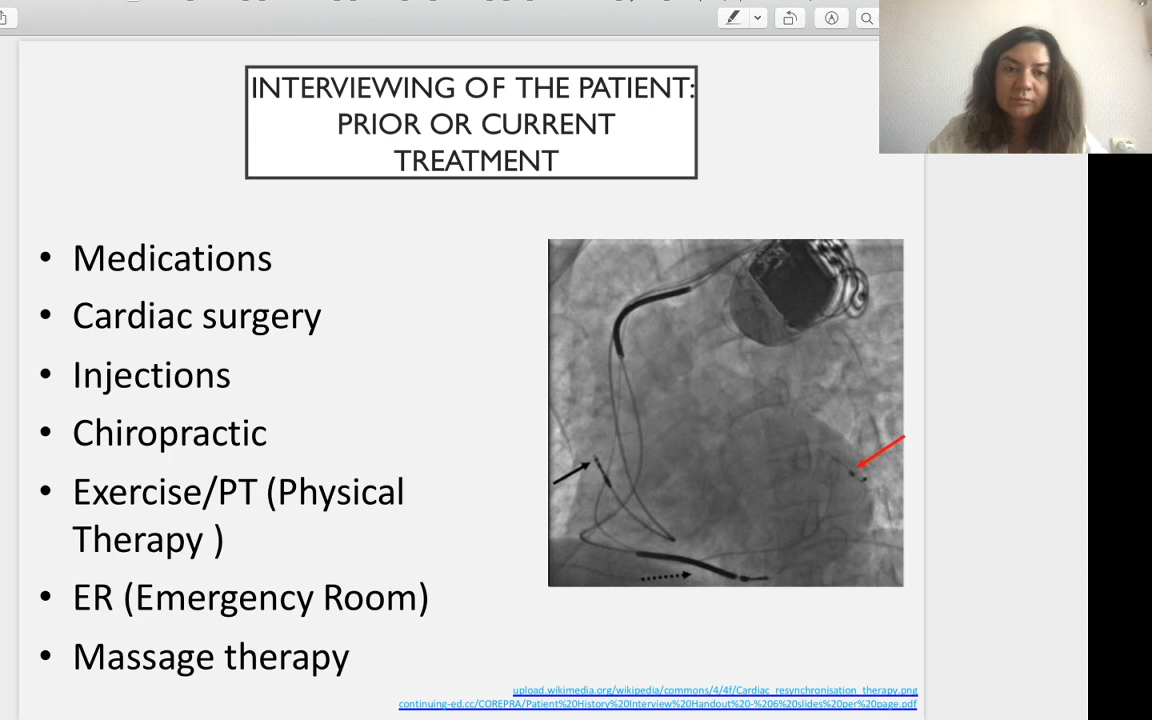 INTERVIEWING OF THE PATIENT:
PRIOR OR CURRENT
TREATMENT
• Medications
• Cardiac surgery
• Injections
• Chiropractic
• Exercise/PT (Physical
Therapy )
• ER (Emergency Room)
• Massage therapy
upload.wikimedia.org/wikipedia/commons/4/4f/Cardiac_resynchronisation_therapy.png
continuing-ed.cc/COREPRA/Patient%20History%20Interview%20Handout%20-%206%20slides%20per%20page.pdf